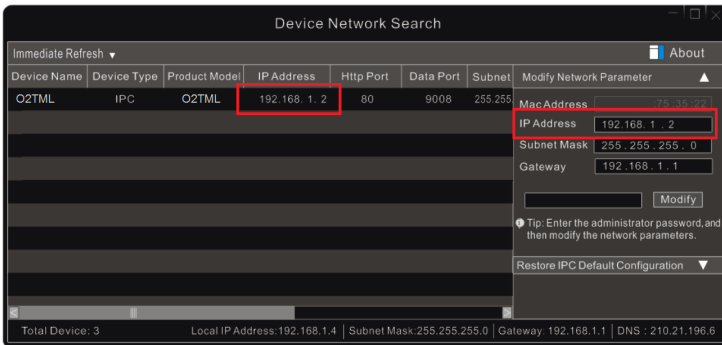 Device Network Search
Immediate Refresh ▼ About
Device Name Device Type Product Model IP Address Http Port Data Port Subnet
O2TML IPC O2TML 192.168. 1. 2 80 9008 255.255.
Modify Network Parameter ▲
Mac Address :75:35:22
IP Address 192.168. 1 . 2
Subnet Mask 255.255.255. 0
Gateway 192.168.1.1
Modify
Tip: Enter the administrator password, and
then modify the network parameters.
Restore IPC Default Configuration ▼
Total Device: 3 Local IP Address:192.168.1.4 | Subnet Mask:255.255.255.0 | Gateway: 192.168.1.1 | DNS : 210.21.196.6